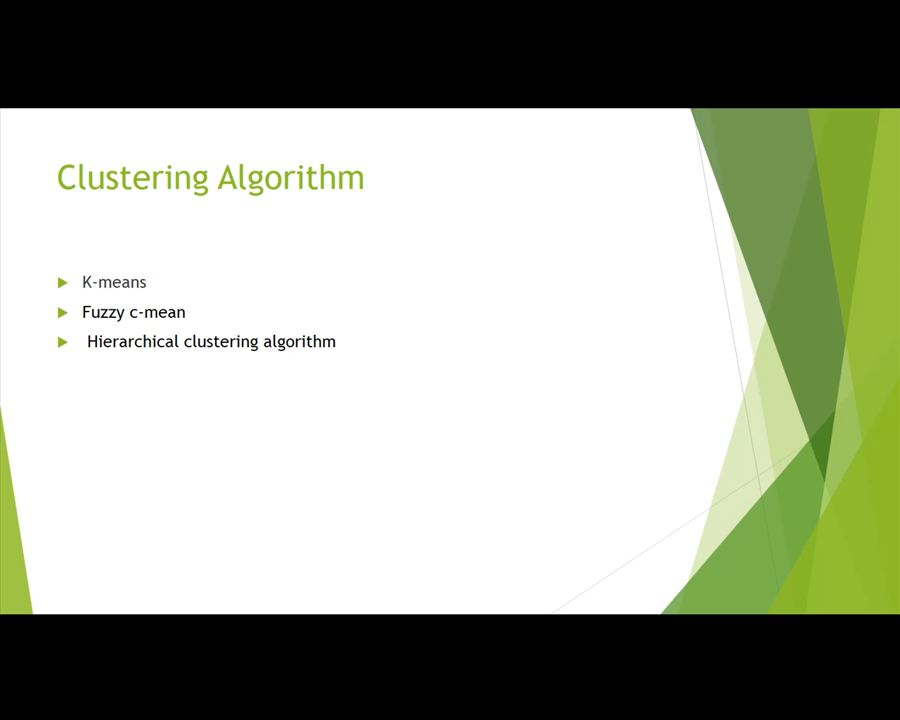 Clustering Algorithm
K-means
Fuzzy c-mean
Hierarchical clustering algorithm